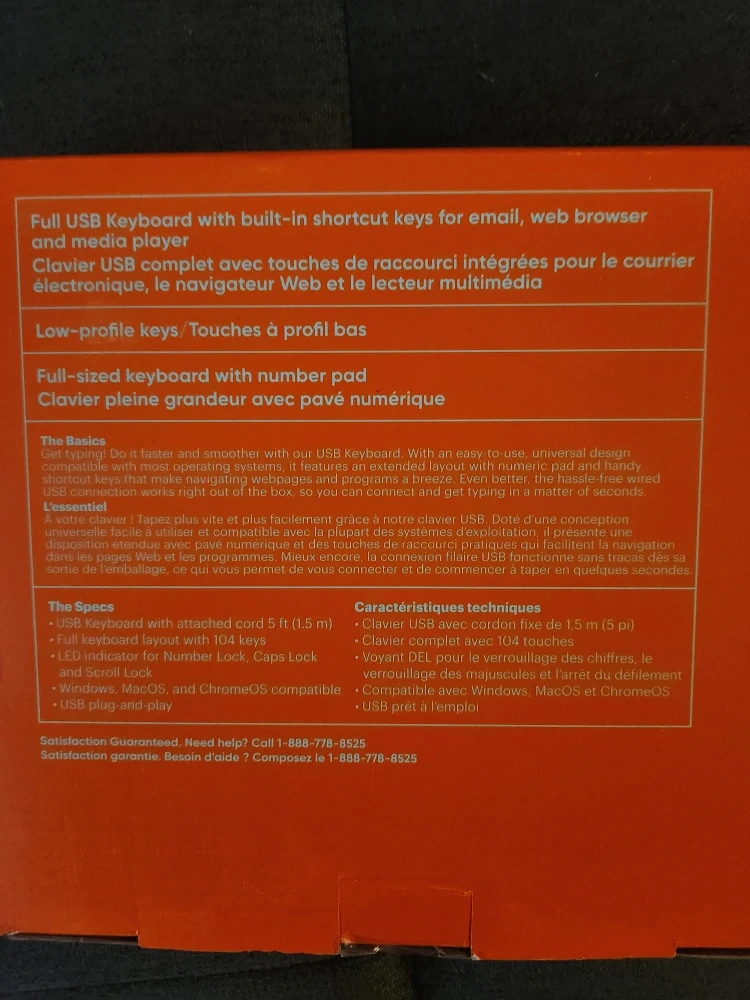 Full USB Keyboard with built-in shortcut keys for email, web browser
and media player
Clavier USB complet avec touches de raccourci intégrées pour le courrier
électronique, le navigateur Web et le lecteur multimédia
Low-profile keys/Touches à profil bas
Full-sized keyboard with number pad
Clavier pleine grandeur avec pavé numérique
The Basics
Get typing! Do it faster and smoother with our USB Keyboard. With an easy-to-use, universal design
compatible with most operating systems, it features an extended layout with numeric pad and handy
shortcut keys that make navigating webpages and programs a breeze. Even better, the hassle-free wired
USB connection works right out of the box, so you can connect and get typing in a matter of seconds.
L'essentiel
À votre clavier ! Tapez plus vite et plus facilement grâce à notre clavier USB. Doté d'une conception
universelle facile à utiliser et compatible avec la plupart des systèmes d'exploitation, il présente une
disposition étendue avec pavé numérique et des touches de raccourci pratiques qui facilitent la navigation
dans les pages Web et les programmes. Mieux encore, la connexion filaire USB fonctionne sans tracas dès sa
sortie de l'emballage, ce qui vous permet de vous connecter et de commencer à taper en quelques secondes.
The Specs
• USB Keyboard with attached cord 5 ft (1.5 m)
• Full keyboard layout with 104 keys
• LED indicator for Number Lock, Caps Lock
and Scroll Lock
• Windows, MacOS, and ChromeOS compatible
• USB plug-and-play
Caractéristiques techniques
• Clavier USB avec cordon fixe de 1,5 m (5 pi)
• Clavier complet avec 104 touches
• Voyant DEL pour le verrouillage des chiffres, le
verrouillage des majuscules et l'arrêt du défilement
• Compatible avec Windows, MacOS et ChromeOS
• USB prêt à l'emploi
Satisfaction Guaranteed. Need help? Call 1-888-778-8525
Satisfaction garantie. Besoin d'aide ? Composez le 1-888-778-8525